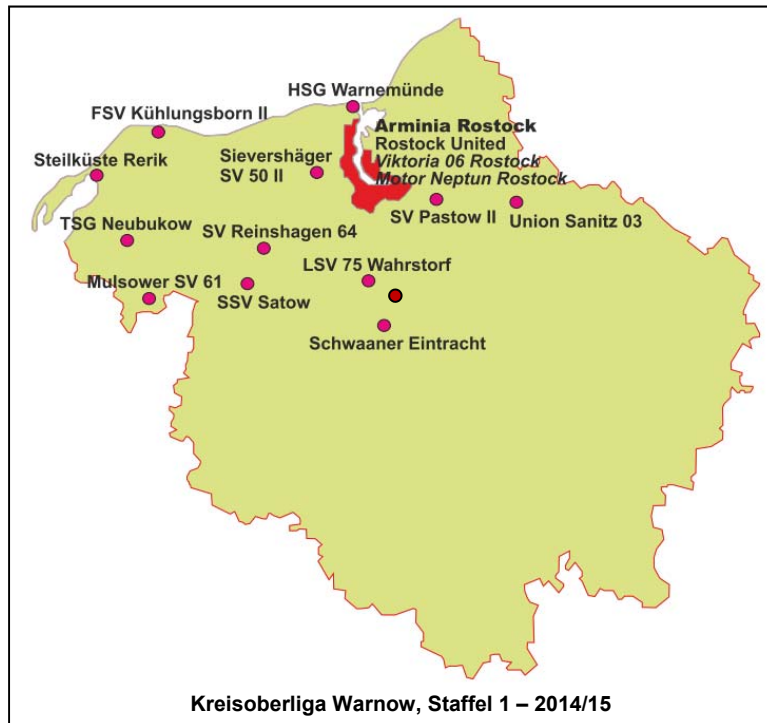 HSG Warnemünde
FSV Kühlungsborn II
Arminia Rostock
Rostock United
Viktoria 06 Rostock
Motor Neptun Rostock
Steilküste Rerik
Sievershäger
SV 50 II
SV Pastow II
Union Sanitz 03
TSG Neubukow
SV Reinshagen 64
LSV 75 Wahrstorf
Mulsower SV 61
SSV Satow
Schwaaner Eintracht
Kreisoberliga Warnow, Staffel 1 – 2014/15